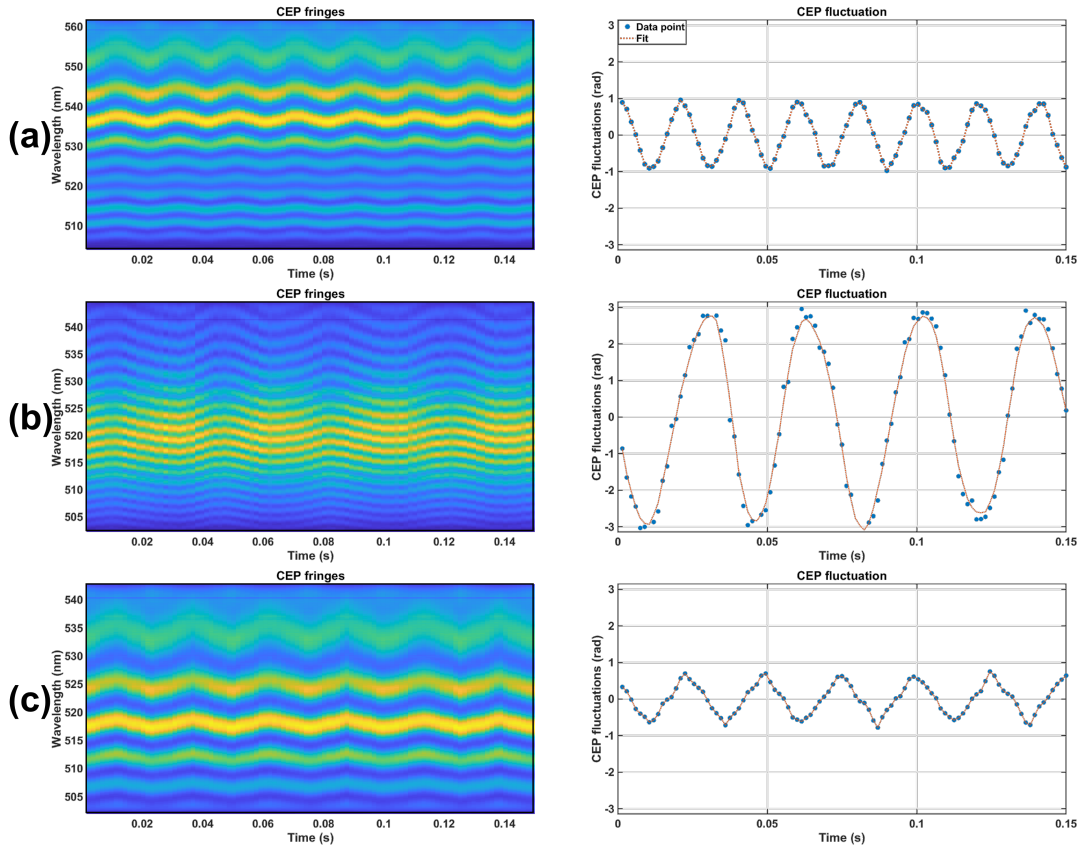 (a)
CEP fringes
Wavelength (nm)
560
550
540
530
520
510
0.02 0.04 0.06 0.08 0.1 0.12 0.14
Time (s)
CEP fluctuation
CEP fluctuations (rad)
Data point
Fit
3
2
1
0
-1
-2
-3
0 0.05 0.1 0.15
Time (s)
(b)
CEP fringes
Wavelength (nm)
540
535
530
525
520
515
510
505
0.02 0.04 0.06 0.08 0.1 0.12 0.14
Time (s)
CEP fluctuation
CEP fluctuations (rad)
3
2
1
0
-1
-2
-3
0 0.05 0.1 0.15
Time (s)
(c)
CEP fringes
Wavelength (nm)
540
535
530
525
520
515
510
505
0.02 0.04 0.06 0.08 0.1 0.12 0.14
Time (s)
CEP fluctuation
CEP fluctuations (rad)
3
2
1
0
-1
-2
-3
0 0.05 0.1 0.15
Time (s)